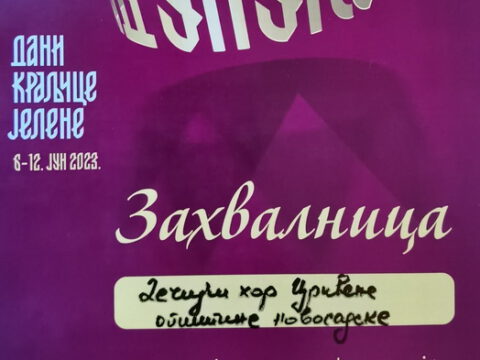 ДАНИ
КРАЉИЦЕ
ЈЕЛЕНЕ
6-12. ЈУН 2023.
Захвалница
Дечији хор Црквене
општине новосадске